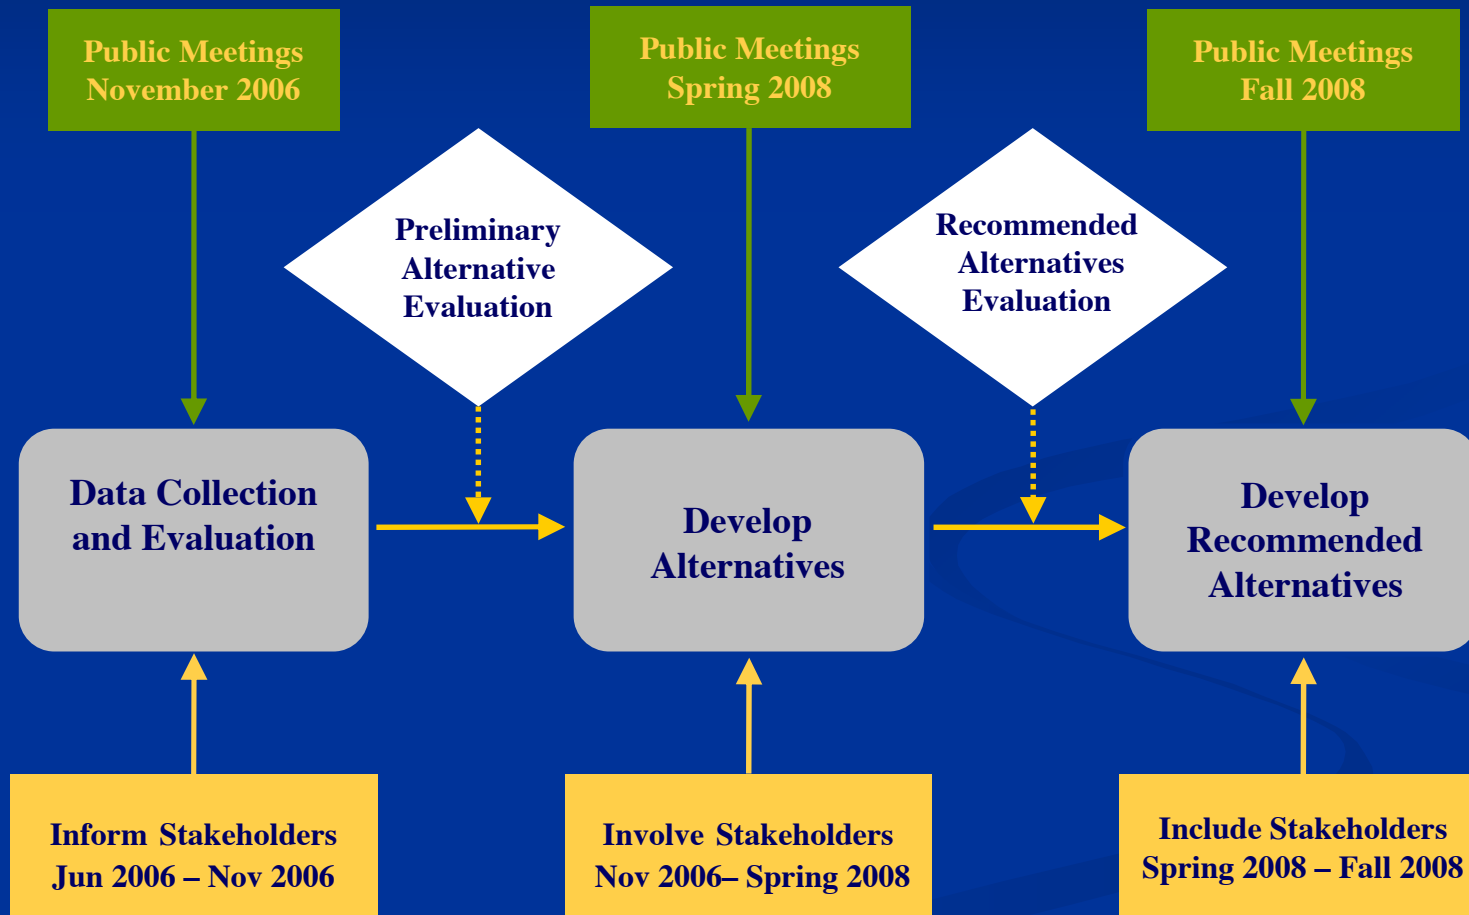 Public Meetings
November 2006
Public Meetings
Spring 2008
Public Meetings
Fall 2008
Preliminary
Alternative
Evaluation
Recommended
Alternatives
Evaluation
Data Collection
and Evaluation
Develop
Alternatives
Develop
Recommended
Alternatives
Inform Stakeholders
Jun 2006 – Nov 2006
Involve Stakeholders
Nov 2006– Spring 2008
Include Stakeholders
Spring 2008 – Fall 2008